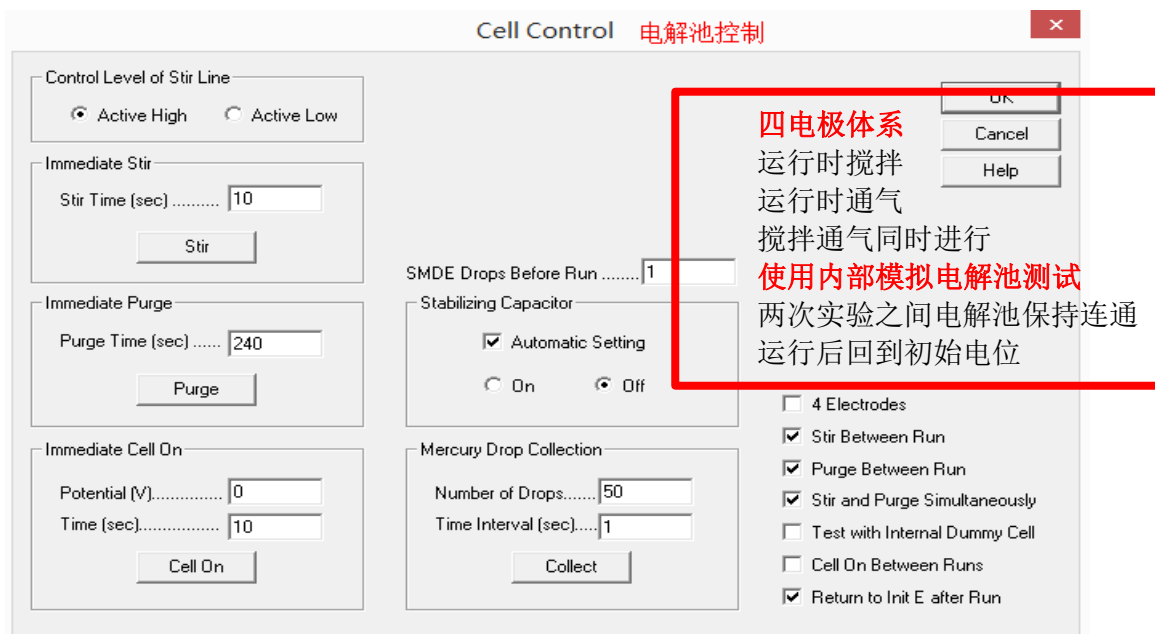 Cell Control 电解池控制
Control Level of Stir Line
Active High Active Low
Immediate Stir
Stir Time (sec) ......... 10
Stir
Immediate Purge
Purge Time (sec) ...... 240
Purge
Immediate Cell On
Potential (V)............... 0
Time (sec)................. 10
Cell On
SMDE Drops Before Run ........ 1
Stabilizing Capacitor
Automatic Setting
On Off
Mercury Drop Collection
Number of Drops....... 50
Time Interval (sec)..... 1
Collect
OK
Cancel
Help
四电极体系
运行时搅拌
运行时通气
搅拌通气同时进行
使用内部模拟电解池测试
两次实验之间电解池保持连通
运行后回到初始电位
4 Electrodes
Stir Between Run
Purge Between Run
Stir and Purge Simultaneously
Test with Internal Dummy Cell
Cell On Between Runs
Return to Init E after Run